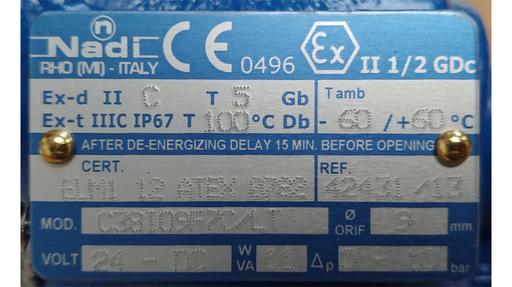 n
Nadi CE 0496 Ex II 1/2 GDc
RHO (MI) - ITALY
Ex-d II C T 5 Gb Tamb
Ex-t IIIC IP67 T 100 °C Db - 60 /+60 °C
AFTER DE-ENERGIZING DELAY 15 MIN. BEFORE OPENING
CERT. REF.
12 ATEX 42431 /13
MOD. Ø ORIF 9 mm
VOLT 24 - DC W VA Δp bar